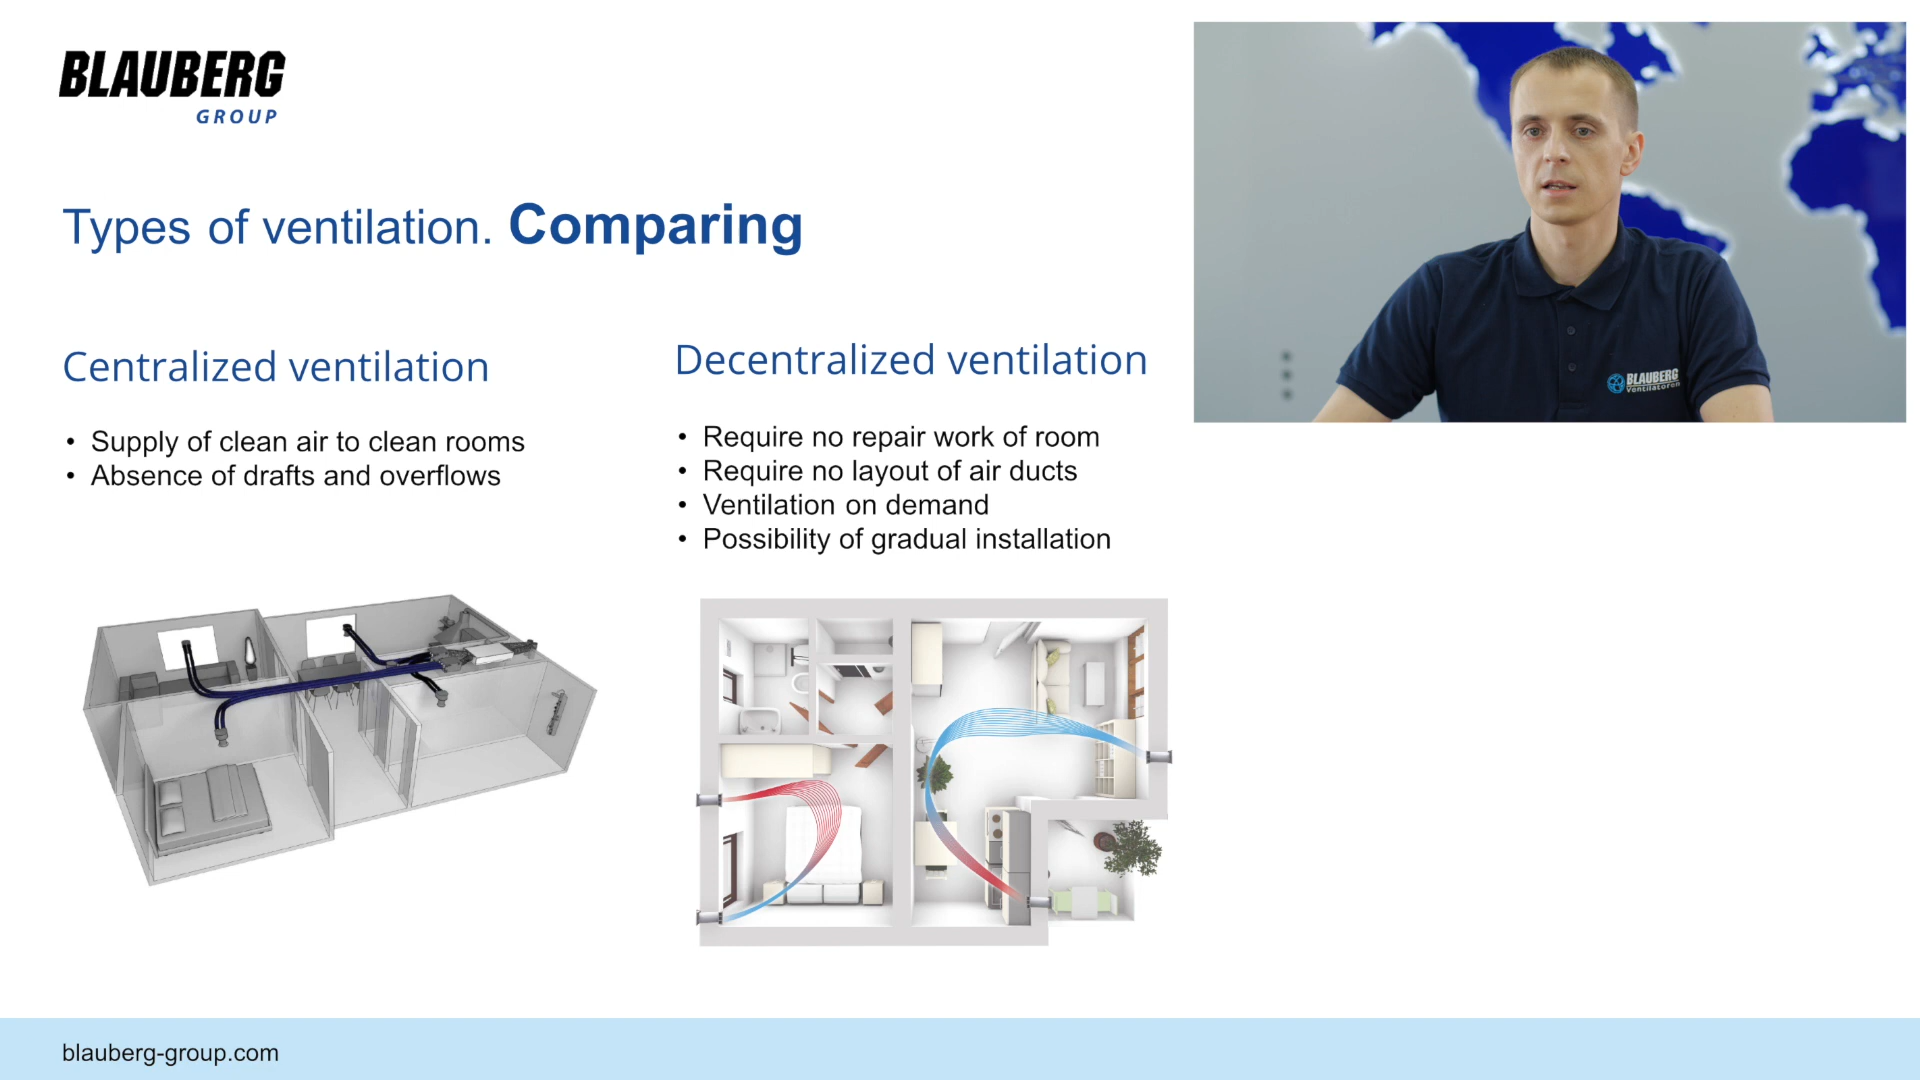 BLAUBERG
GROUP
Types of ventilation. Comparing
Centralized ventilation
• Supply of clean air to clean rooms
• Absence of drafts and overflows
Decentralized ventilation
• Require no repair work of room
• Require no layout of air ducts
• Ventilation on demand
• Possibility of gradual installation
BLAUBERG
Ventilatoren
blauberg-group.com